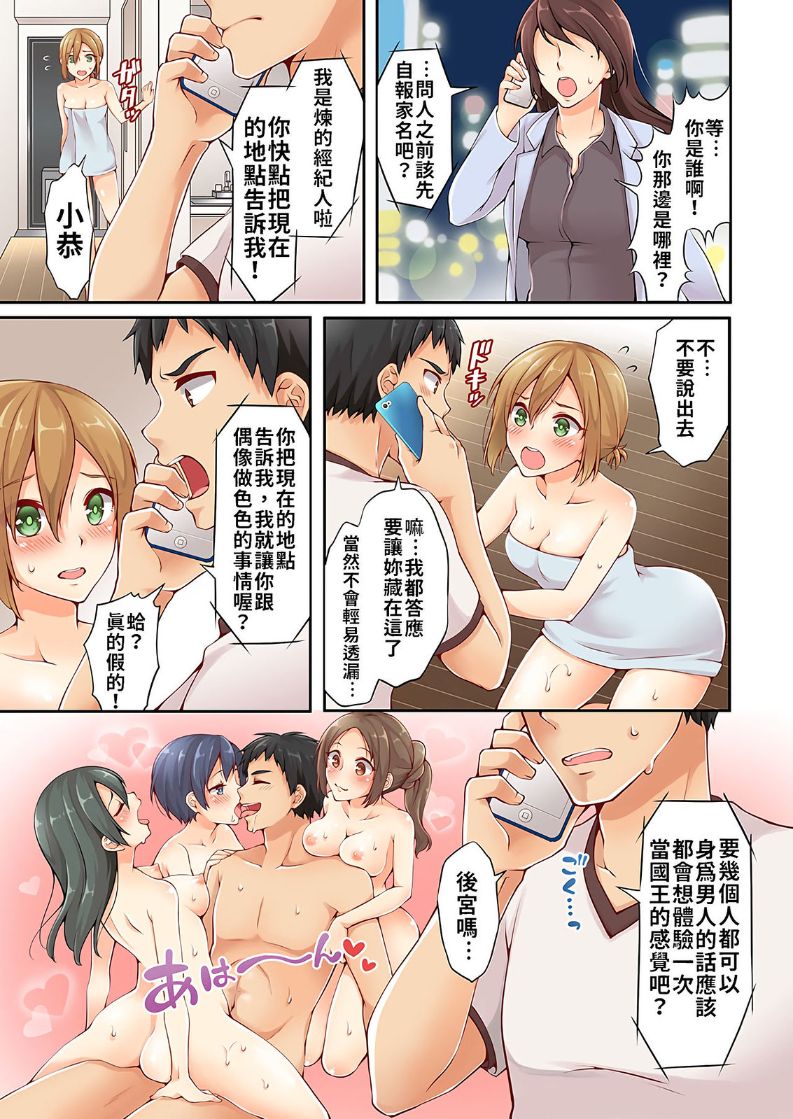 等…
你是誰啊！
你那邊是哪裡？
…問人之前該先
自報家名吧？
我是煉的經紀人啦
你快點把現在
的地點告訴我！
ガタッ
小恭
不…
不要說出去
ドキッ
嘛…我都答應
要讓妳藏在這了
當然不會輕易透漏…
你把現在的地點
告訴我，我就讓你跟
偶像做色色的事情喔？
蛤？
真的假的！
要幾個人都可以
身爲男人的話應該
都會想體驗一次
當國王的感覺吧？
ごく…
後宮嗎…
あは〜ん♥♥